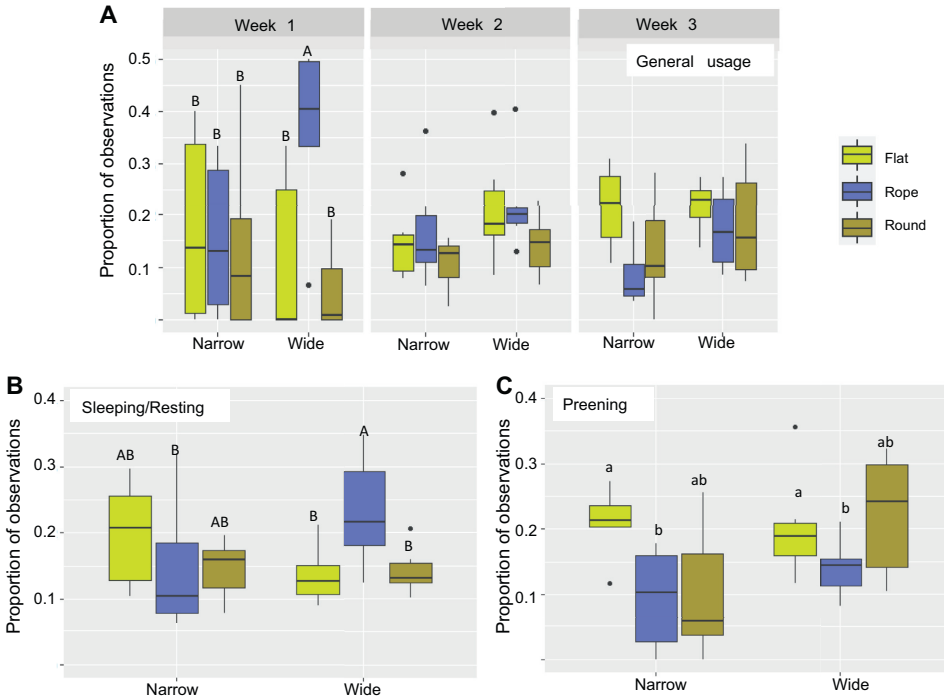 A
Week 1 Week 2 Week 3
General usage
Proportion of observations
0.5
0.4
0.3
0.2
0.1
B B B B A B
Narrow Wide Narrow Wide Narrow Wide
Flat
Rope
Round
B
Sleeping/Resting
Proportion of observations
0.4
0.3
0.2
0.1
AB B AB B A B
Narrow Wide
C
Preening
Proportion of observations
0.4
0.3
0.2
0.1
a b ab a b ab
Narrow Wide